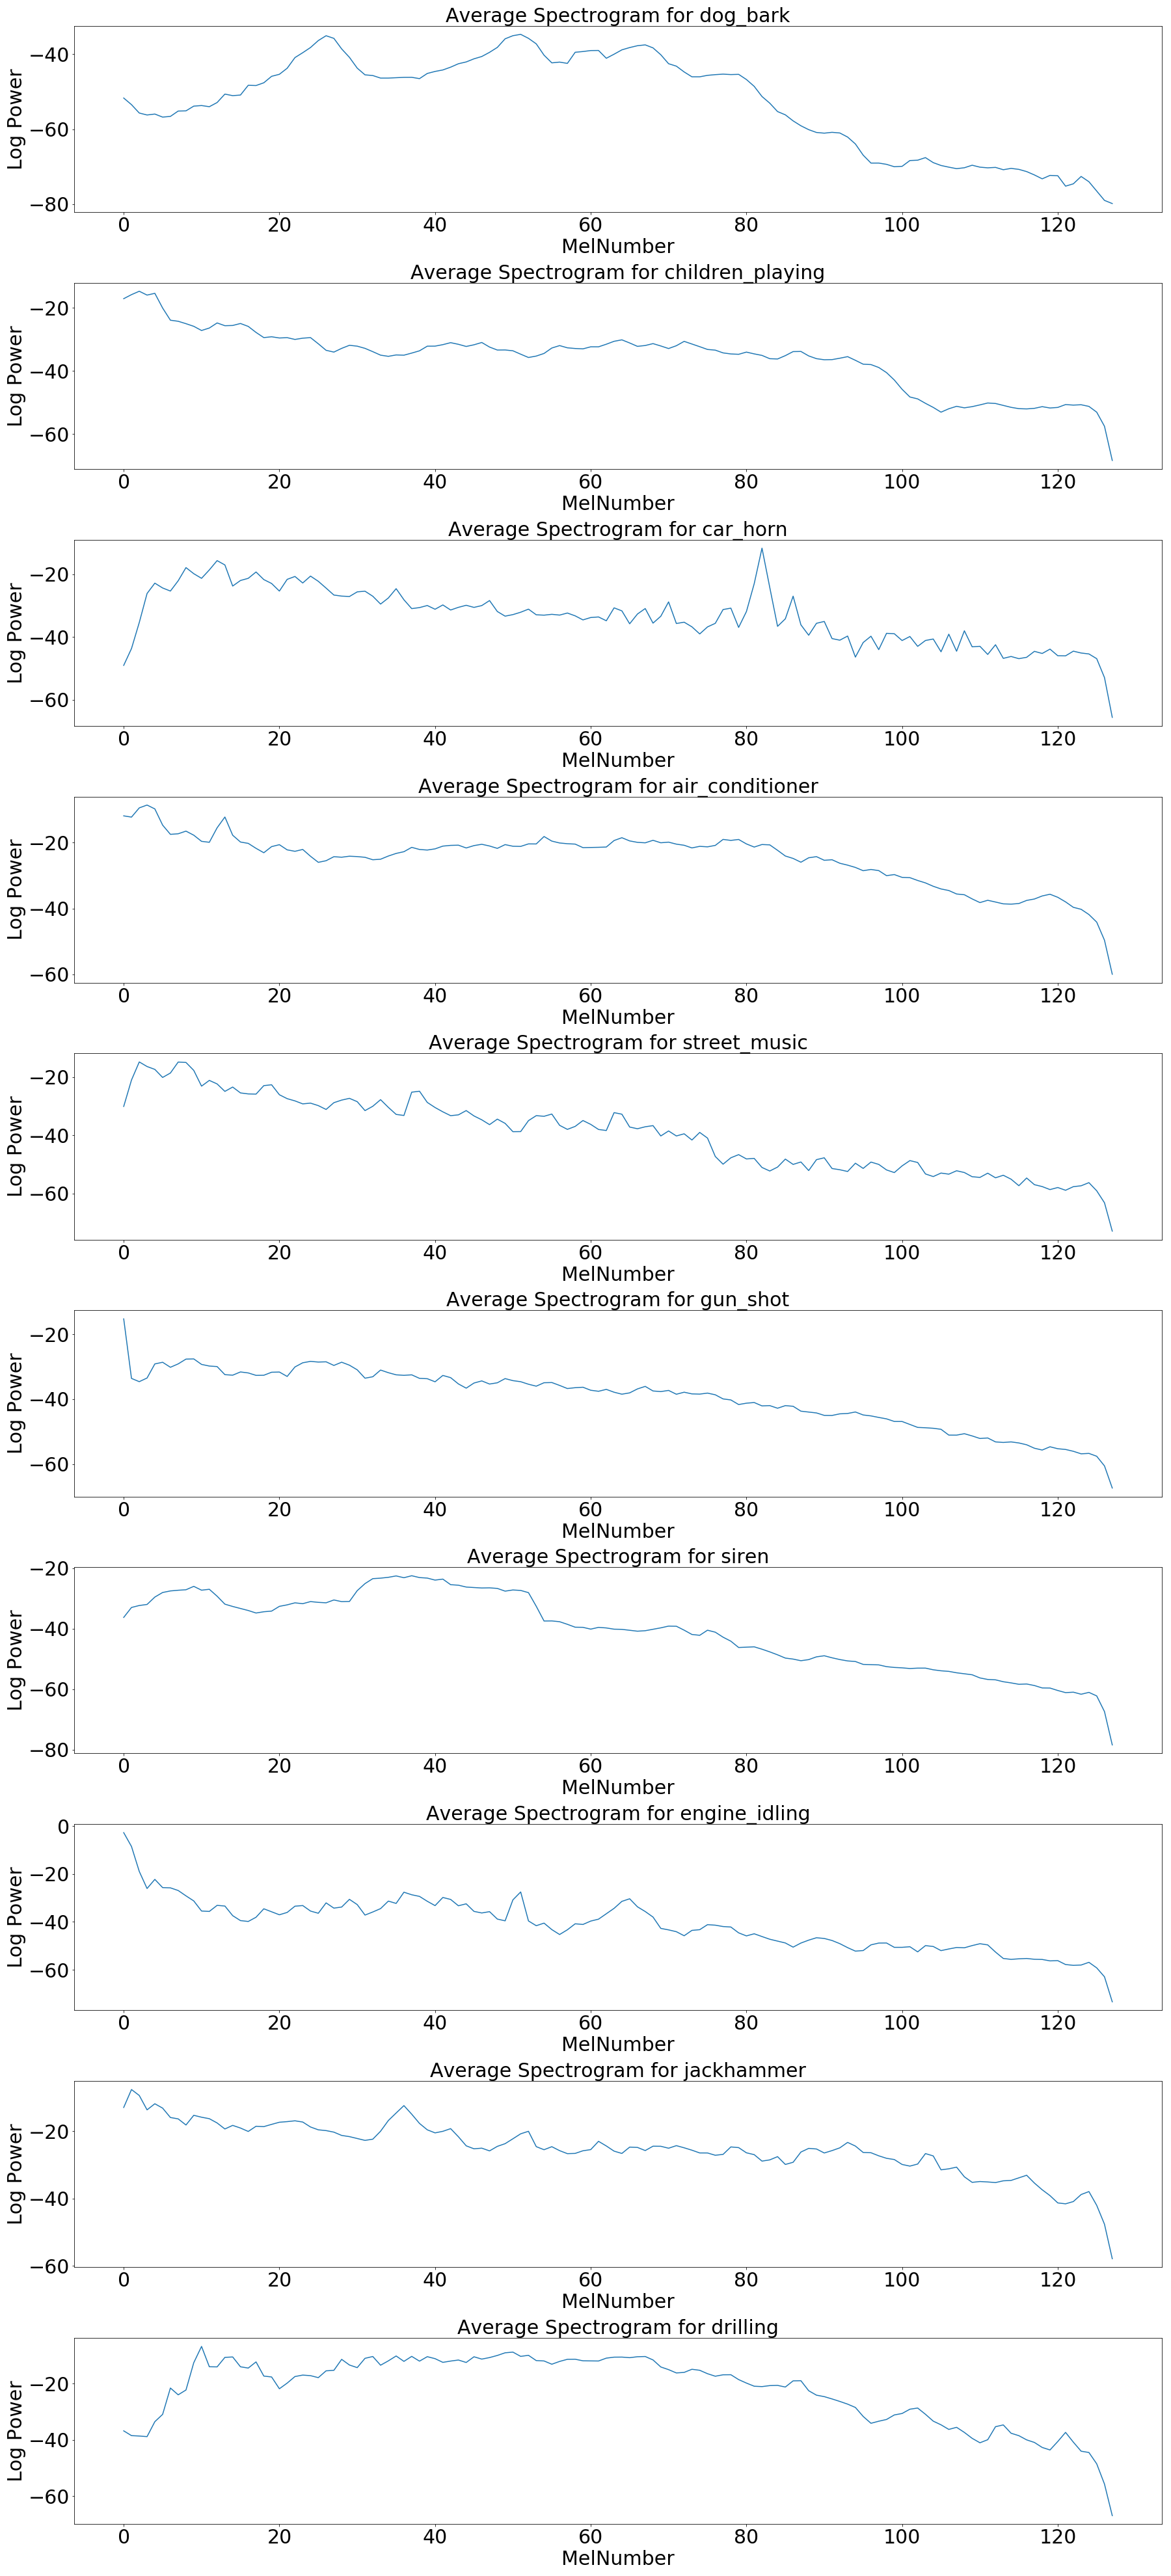 Average Spectrogram for dog_bark
−40
−60
−80
Log Power
0 20 40 60 80 100 120
MelNumber
Average Spectrogram for children_playing
−20
−40
−60
Log Power
0 20 40 60 80 100 120
MelNumber
Average Spectrogram for car_horn
−20
−40
−60
Log Power
0 20 40 60 80 100 120
MelNumber
Average Spectrogram for air_conditioner
−20
−40
−60
Log Power
0 20 40 60 80 100 120
MelNumber
Average Spectrogram for street_music
−20
−40
−60
Log Power
0 20 40 60 80 100 120
MelNumber
Average Spectrogram for gun_shot
−20
−40
−60
Log Power
0 20 40 60 80 100 120
MelNumber
Average Spectrogram for siren
−20
−40
−60
−80
Log Power
0 20 40 60 80 100 120
MelNumber
Average Spectrogram for engine_idling
0
−20
−40
−60
Log Power
0 20 40 60 80 100 120
MelNumber
Average Spectrogram for jackhammer
−20
−40
−60
Log Power
0 20 40 60 80 100 120
MelNumber
Average Spectrogram for drilling
−20
−40
−60
Log Power
0 20 40 60 80 100 120
MelNumber